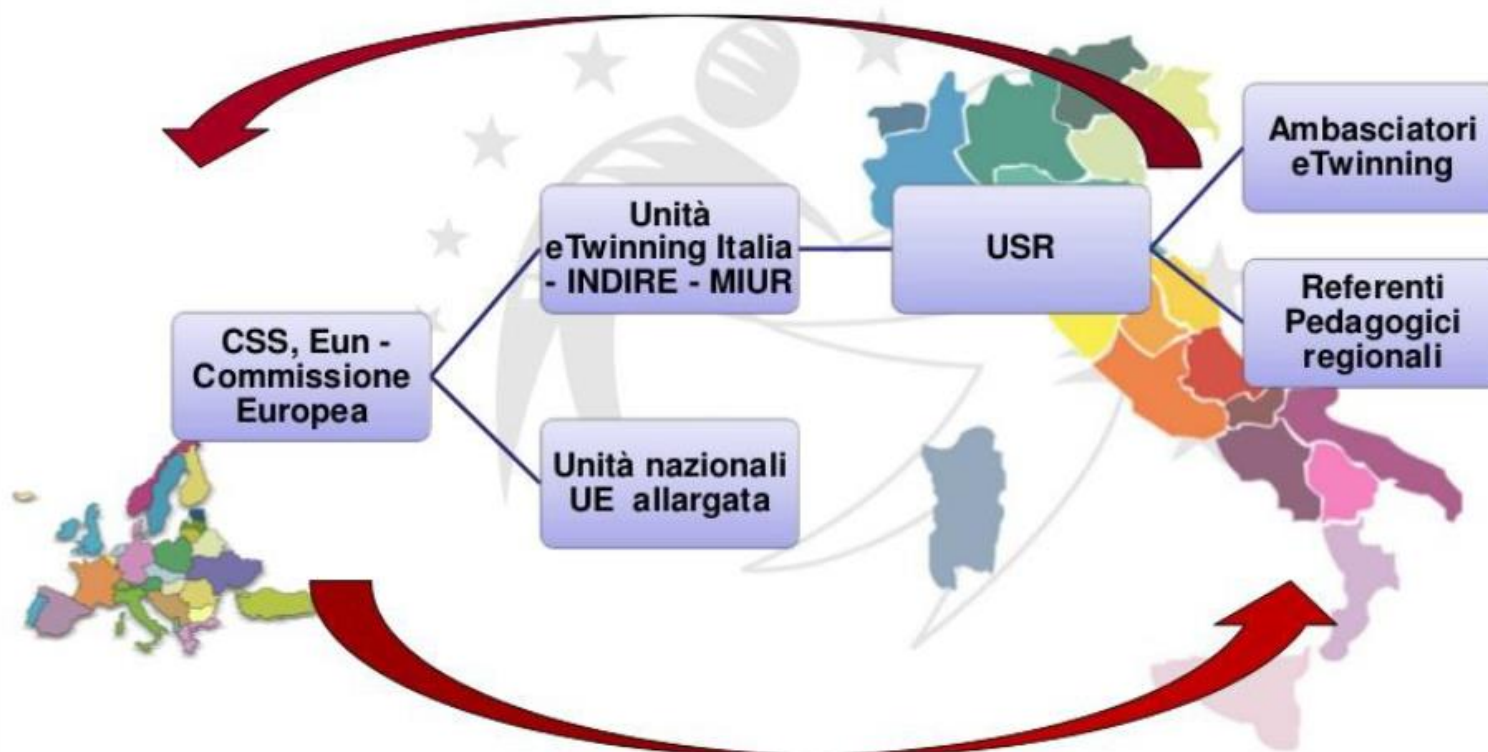 CSS, Eun -
Commissione
Europea
Unità
eTwinning Italia
- INDIRE - MIUR
Unità nazionali
UE allargata
USR
Ambasciatori
eTwinning
Referenti
Pedagogici
regionali